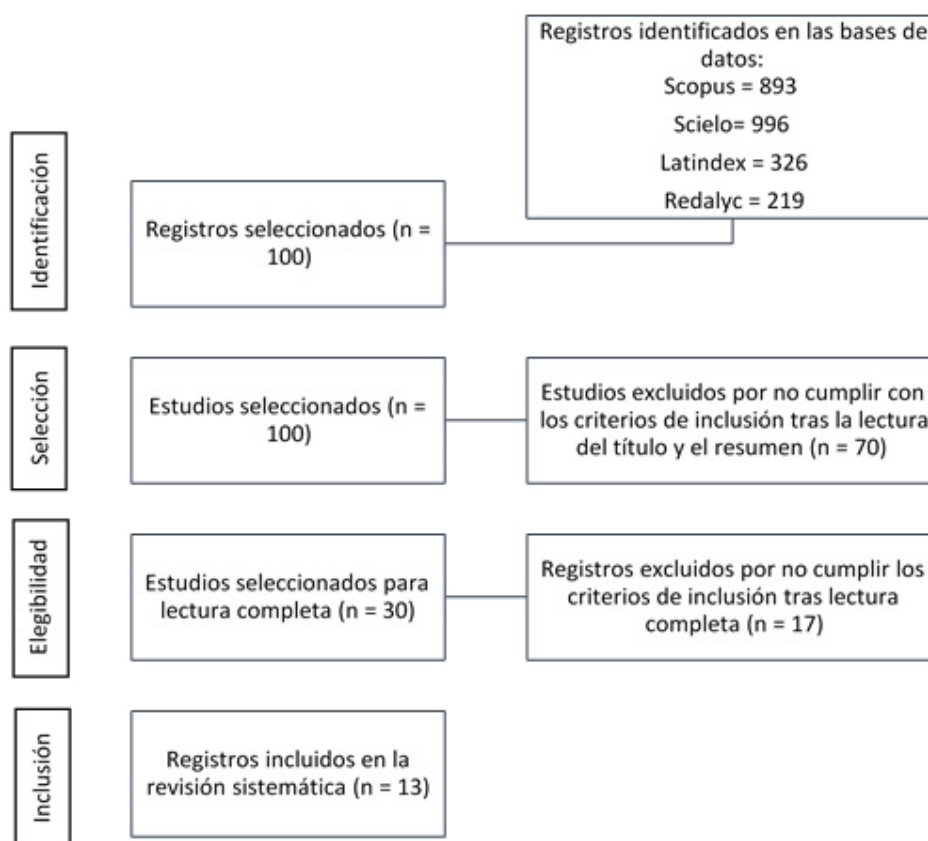 Registros identificados en las bases de
datos:
Scopus = 893
Scielo= 996
Latindex = 326
Redalyc = 219
Identificación
Registros seleccionados (n =
100)
Selección
Estudios seleccionados (n =
100)
Estudios excluidos por no cumplir con
los criterios de inclusión tras la lectura
del título y el resumen (n = 70)
Elegibilidad
Estudios seleccionados para
lectura completa (n = 30)
Registros excluidos por no cumplir los
criterios de inclusión tras lectura
completa (n = 17)
Inclusión
Registros incluidos en la
revisión sistemática (n = 13)